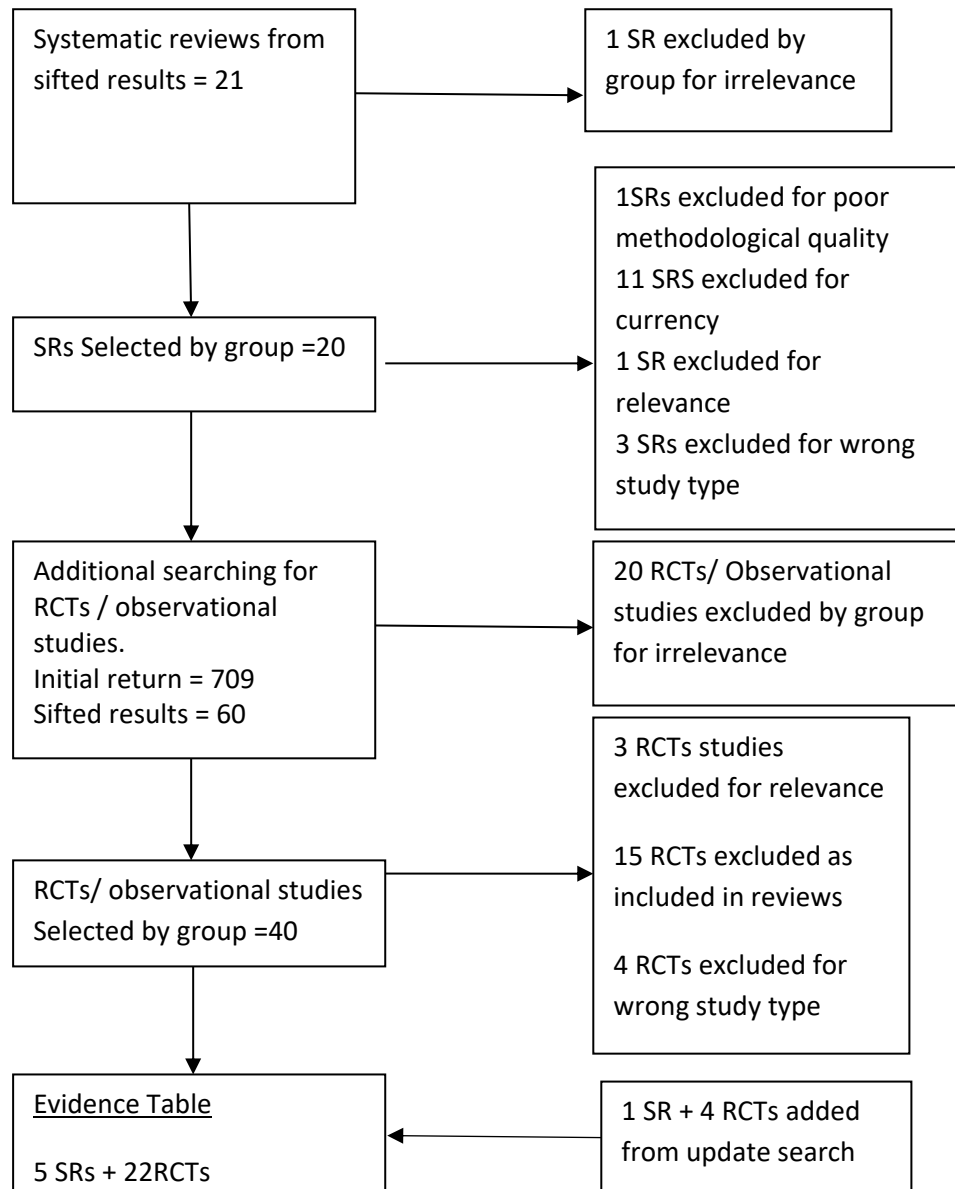 Systematic reviews from
sifted results = 21
1 SR excluded by
group for irrelevance
SRs Selected by group =20
1SRs excluded for poor
methodological quality
11 SRS excluded for
currency
1 SR excluded for
relevance
3 SRs excluded for wrong
study type
Additional searching for
RCTs / observational
studies.
Initial return = 709
Sifted results = 60
20 RCTs/ Observational
studies excluded by group
for irrelevance
RCTs/ observational studies
Selected by group =40
3 RCTs studies
excluded for relevance
15 RCTs excluded as
included in reviews
4 RCTs excluded for
wrong study type
Evidence Table
5 SRs + 22RCTs
1 SR + 4 RCTs added
from update search